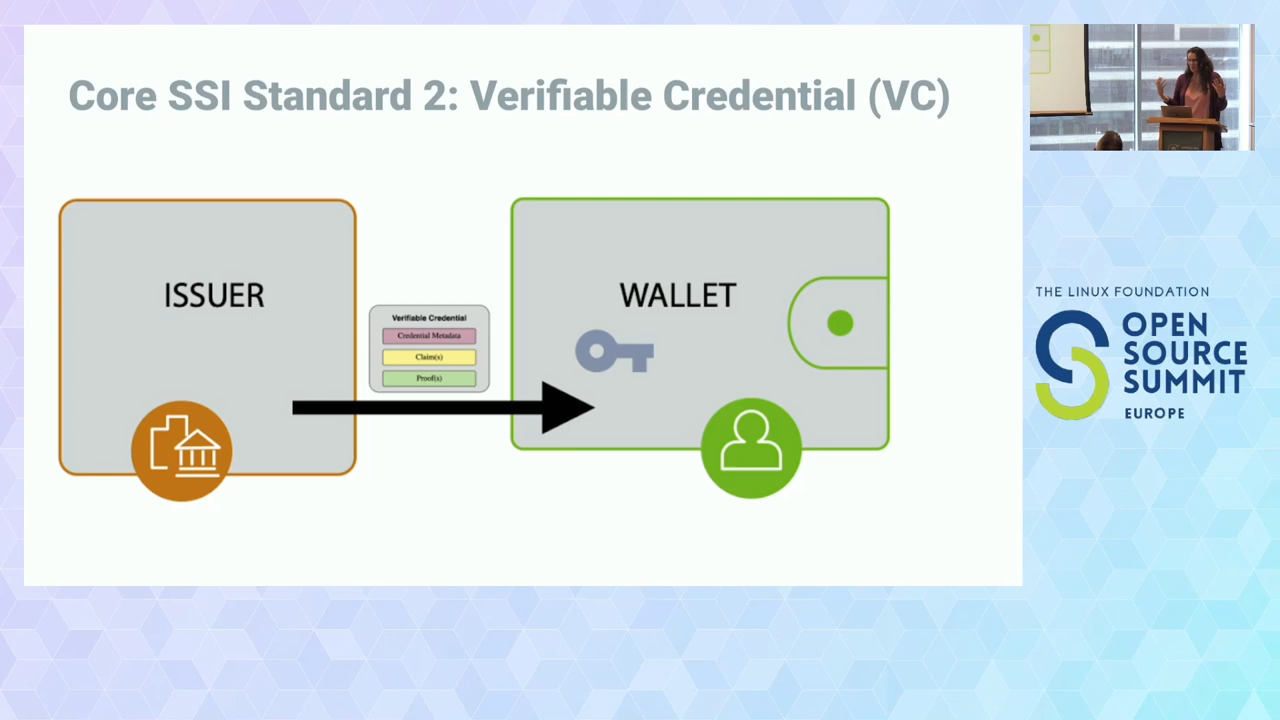 Core SSI Standard 2: Verifiable Credential (VC)
ISSUER
Verifiable Credential
Credential Metadata
Claim(s)
Proof(s)
WALLET
THE LINUX FOUNDATION
OPEN
SOURCE
SUMMIT
EUROPE